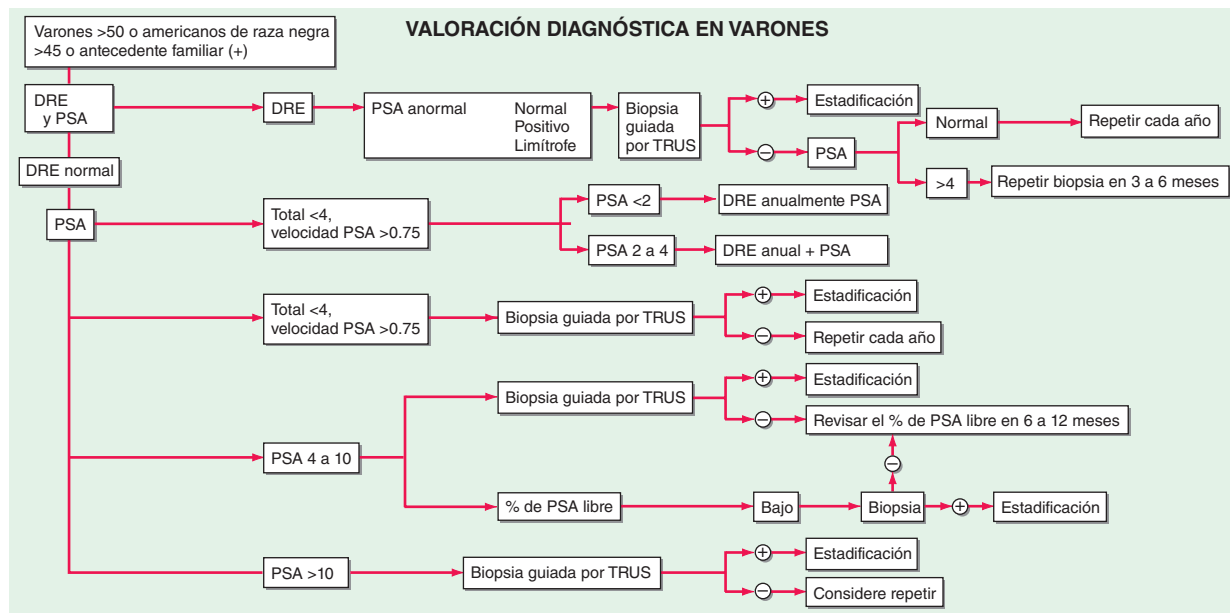 VALORACIÓN DIAGNÓSTICA EN VARONES
Varones >50 o americanos de raza negra
>45 o antecedente familiar (+)
DRE
y PSA
DRE
PSA anormal
Normal
Positivo
Limítrofe
Biopsia
guiada
por TRUS
+
Estadificación
−
PSA
Normal
Repetir cada año
>4
Repetir biopsia en 3 a 6 meses
DRE normal
PSA
Total <4,
velocidad PSA >0.75
PSA <2
DRE anualmente PSA
PSA 2 a 4
DRE anual + PSA
Total <4,
velocidad PSA >0.75
Biopsia guiada por TRUS
+
Estadificación
−
Repetir cada año
PSA 4 a 10
Biopsia guiada por TRUS
+
Estadificación
−
Revisar el % de PSA libre en 6 a 12 meses
−
% de PSA libre
Bajo
Biopsia
+
Estadificación
PSA >10
Biopsia guiada por TRUS
+
Estadificación
−
Considere repetir